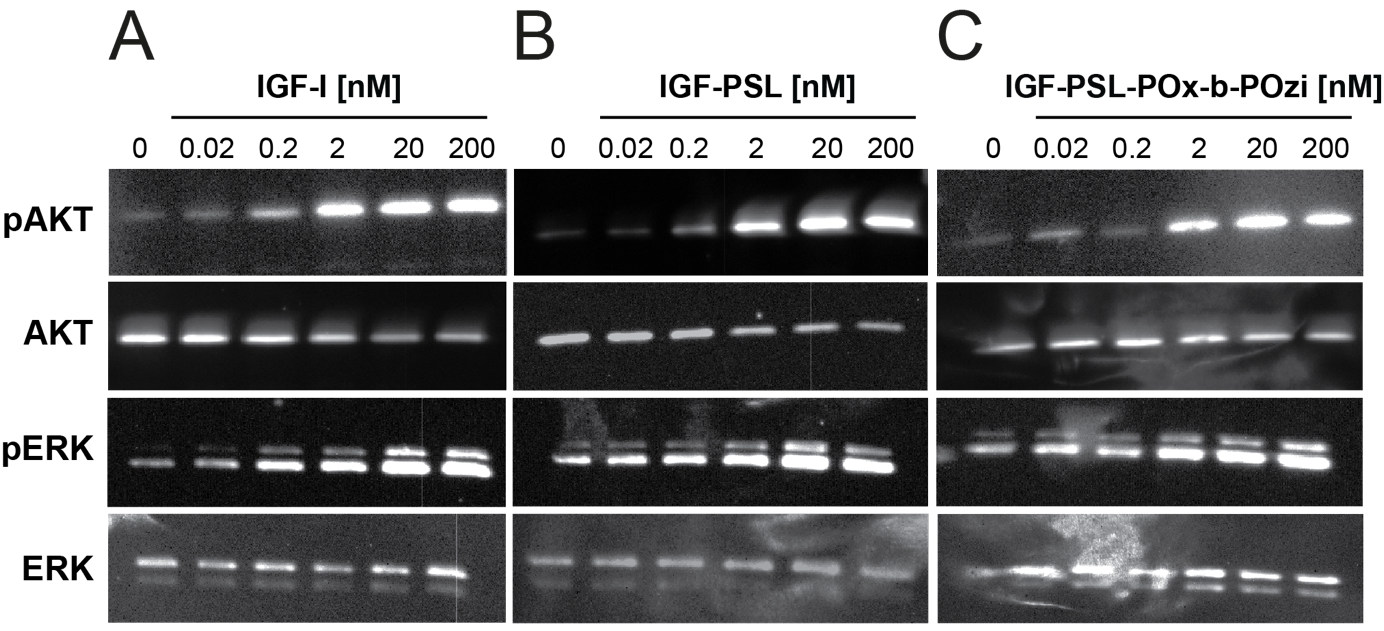 A B C
IGF-I [nM] IGF-PSL [nM] IGF-PSL-POx-b-POzi [nM]
0 0.02 0.2 2 20 200 0 0.02 0.2 2 20 200 0 0.02 0.2 2 20 200
pAKT
AKT
pERK
ERK